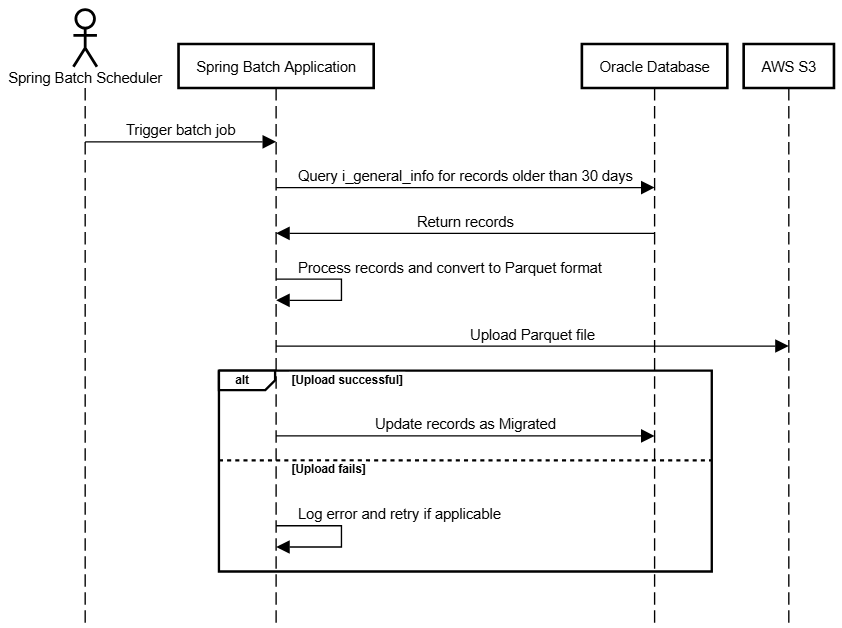 Spring Batch Scheduler
Spring Batch Application
Oracle Database
AWS S3
Trigger batch job
Query i_general_info for records older than 30 days
Return records
Process records and convert to Parquet format
Upload Parquet file
alt
[Upload successful]
Update records as Migrated
[Upload fails]
Log error and retry if applicable